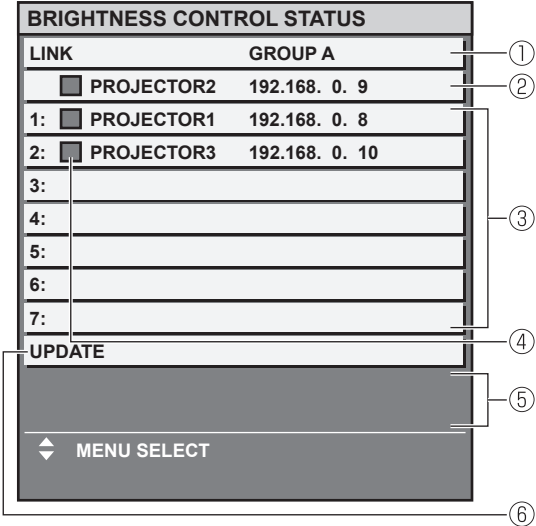 BRIGHTNESS CONTROL STATUS
LINK GROUP A ①
PROJECTOR2 192.168. 0. 9 ②
1: PROJECTOR1 192.168. 0. 8
2: PROJECTOR3 192.168. 0. 10
3:
4: ③
5:
6:
7:
④
UPDATE
⑤
MENU SELECT
⑥